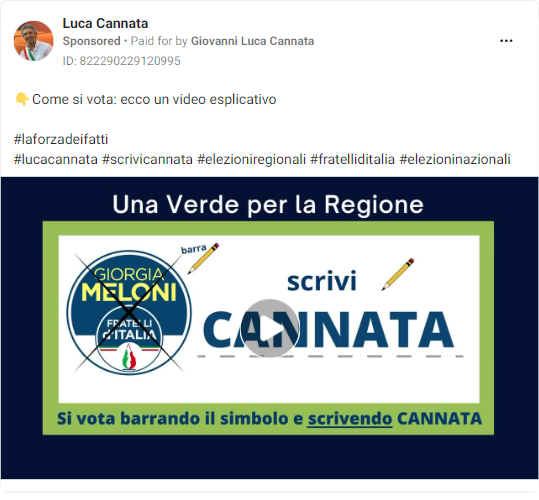 Luca Cannata
Sponsored • Paid for by Giovanni Luca Cannata
ID: 822290229120995
👇Come si vota: ecco un video esplicativo
#laforzadeifatti
#lucacannata #scrivicannata #elezioniregionali #fratelliditalia #elezioninazionali
Una Verde per la Regione
barra
GIORGIA
MELONI
FRATELLI
d'ITALIA
scrivi
CANNATA
Si vota barrando il simbolo e scrivendo CANNATA